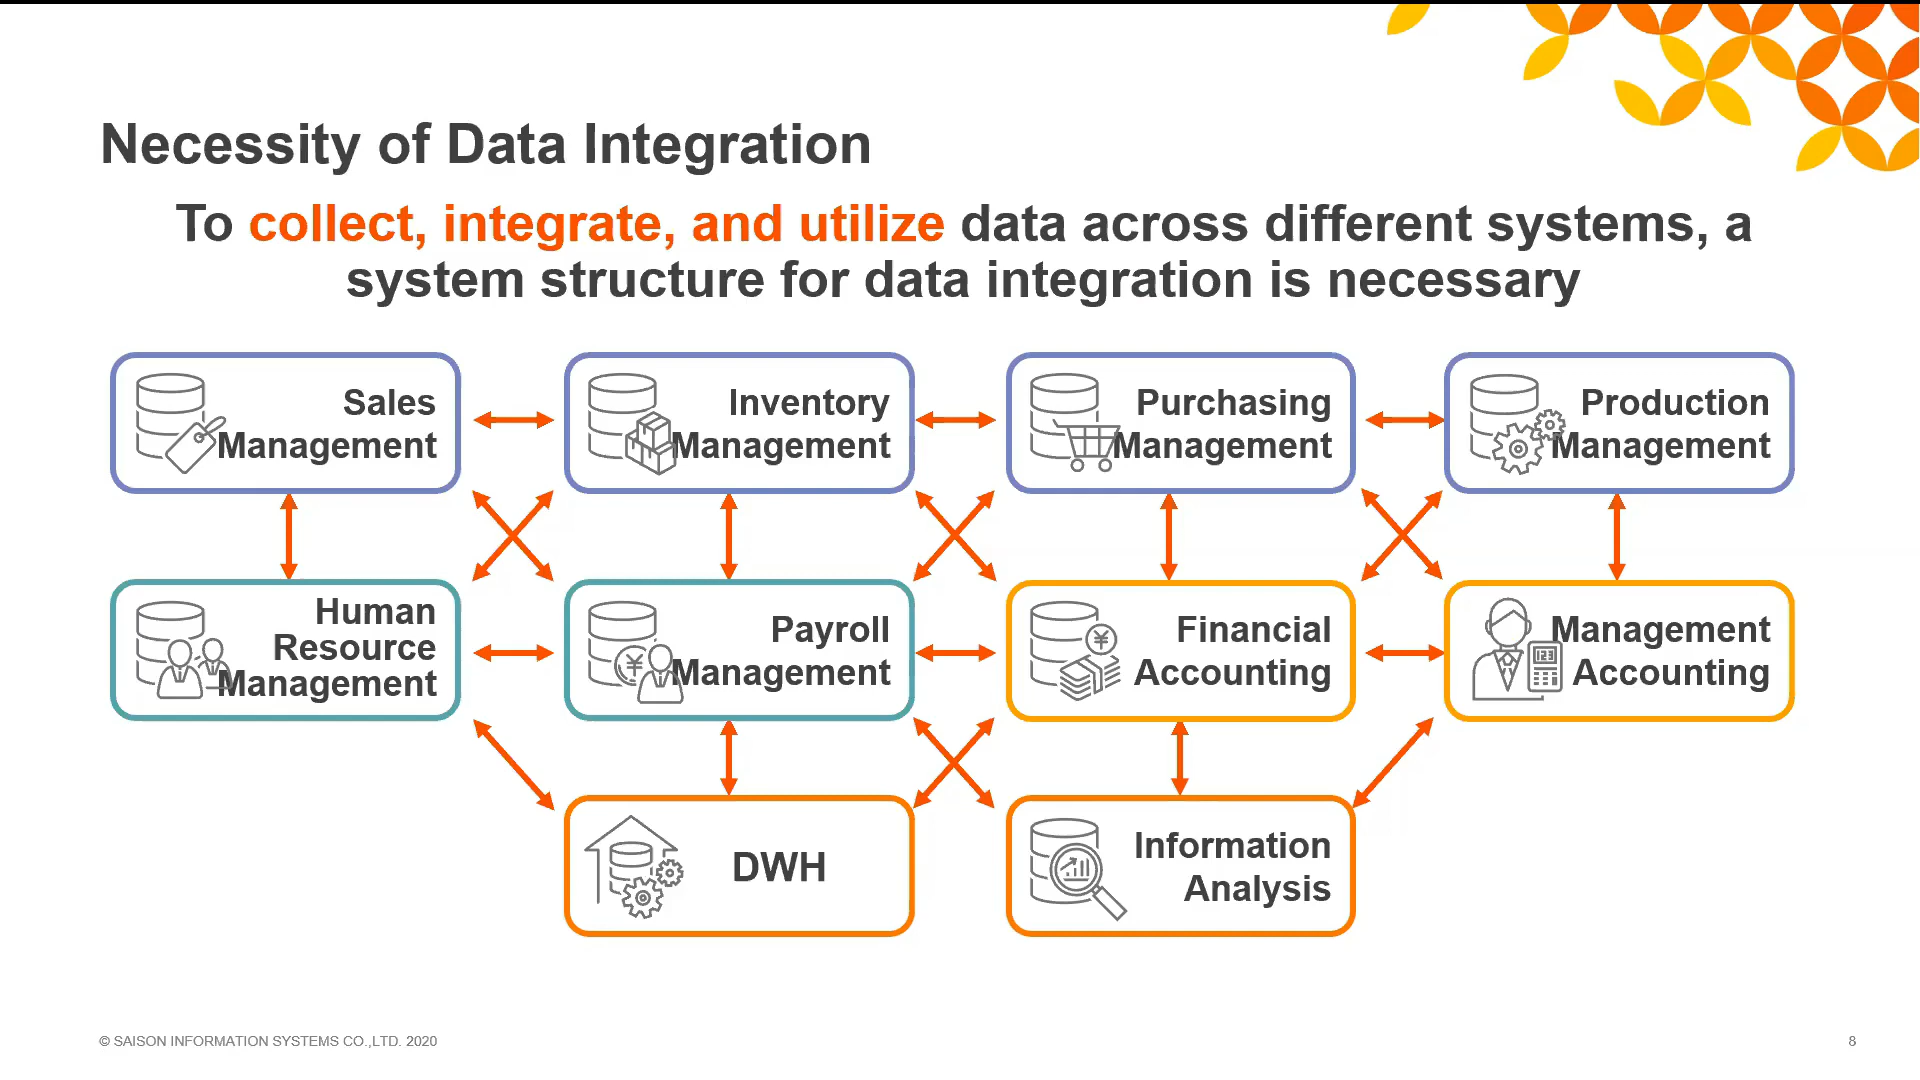 Necessity of Data Integration
To collect, integrate, and utilize data across different systems, a
system structure for data integration is necessary
Sales
Management
Inventory
Management
Purchasing
Management
Production
Management
Human
Resource
Management
¥
Payroll
Management
¥
Financial
Accounting
123
Management
Accounting
DWH
Information
Analysis
© SAISON INFORMATION SYSTEMS CO.,LTD. 2020
8